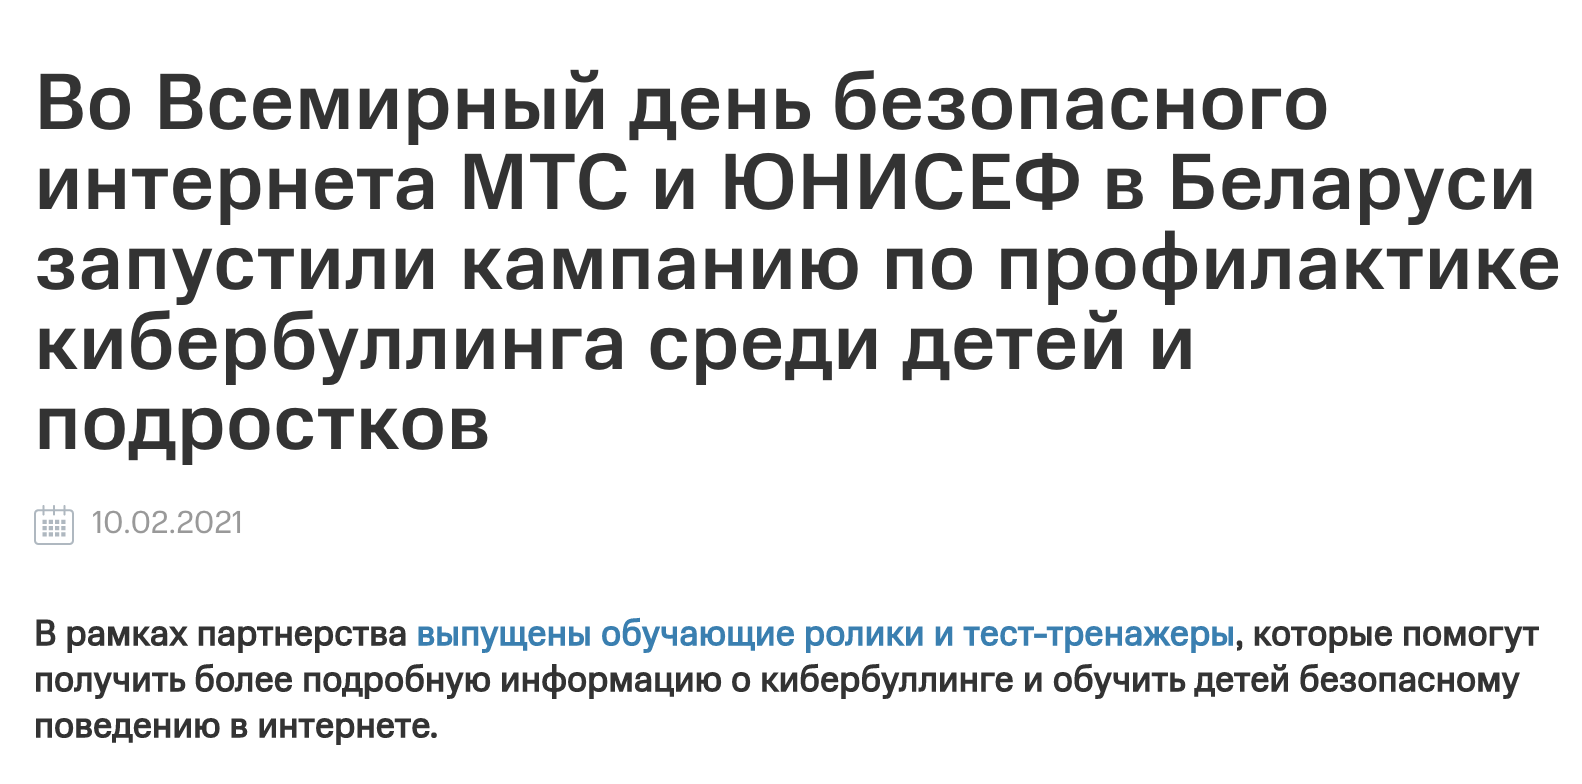 Во Всемирный день безопасного
интернета МТС и ЮНИСЕФ в Беларуси
запустили кампанию по профилактике
кибербуллинга среди детей и
подростков
10.02.2021
В рамках партнерства выпущены обучающие ролики и тест-тренажеры, которые помогут
получить более подробную информацию о кибербуллинге и обучить детей безопасному
поведению в интернете.